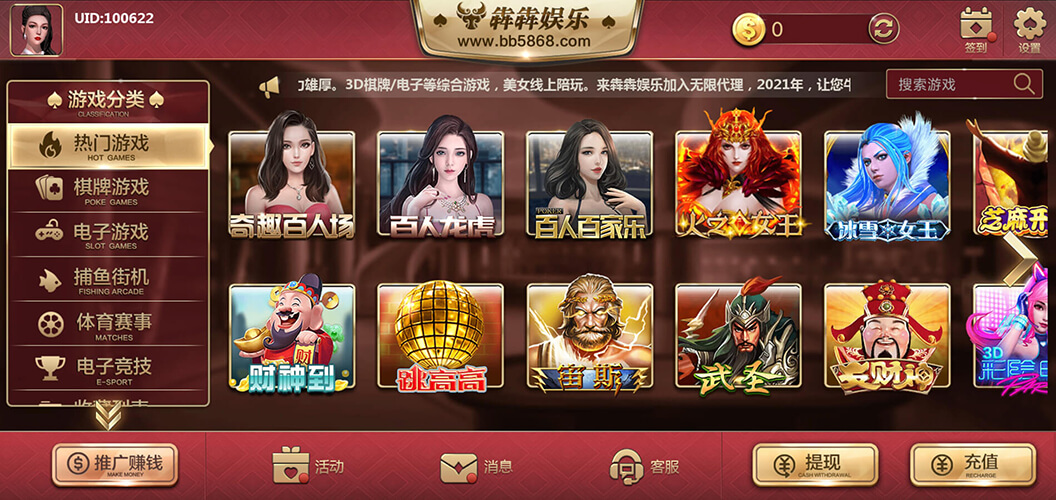 UID:100622
犇犇娱乐
www.bb5868.com
0
签到
设置
雄厚。3D棋牌/电子等综合游戏，美女线上陪玩。来犇犇娱乐加入无限代理，2021年，让您
搜索游戏
游戏分类
CLASSIFICATION
热门游戏
HOT GAMES
棋牌游戏
POKE GAMES
电子游戏
SLOT GAMES
捕鱼街机
FISHING ARCADE
体育赛事
MATCHES
电子竞技
E-SPORT
奇趣百人场
百人龙虎
POKER
百人百家乐
火之女王
冰雪女王
芝麻开
财神到
跳高高
宙斯
武圣
财神
3D
推广赚钱
MAKE MONEY
活动
消息
客服
提现
CASH WITHDRAWAL
充值
RECHARGE